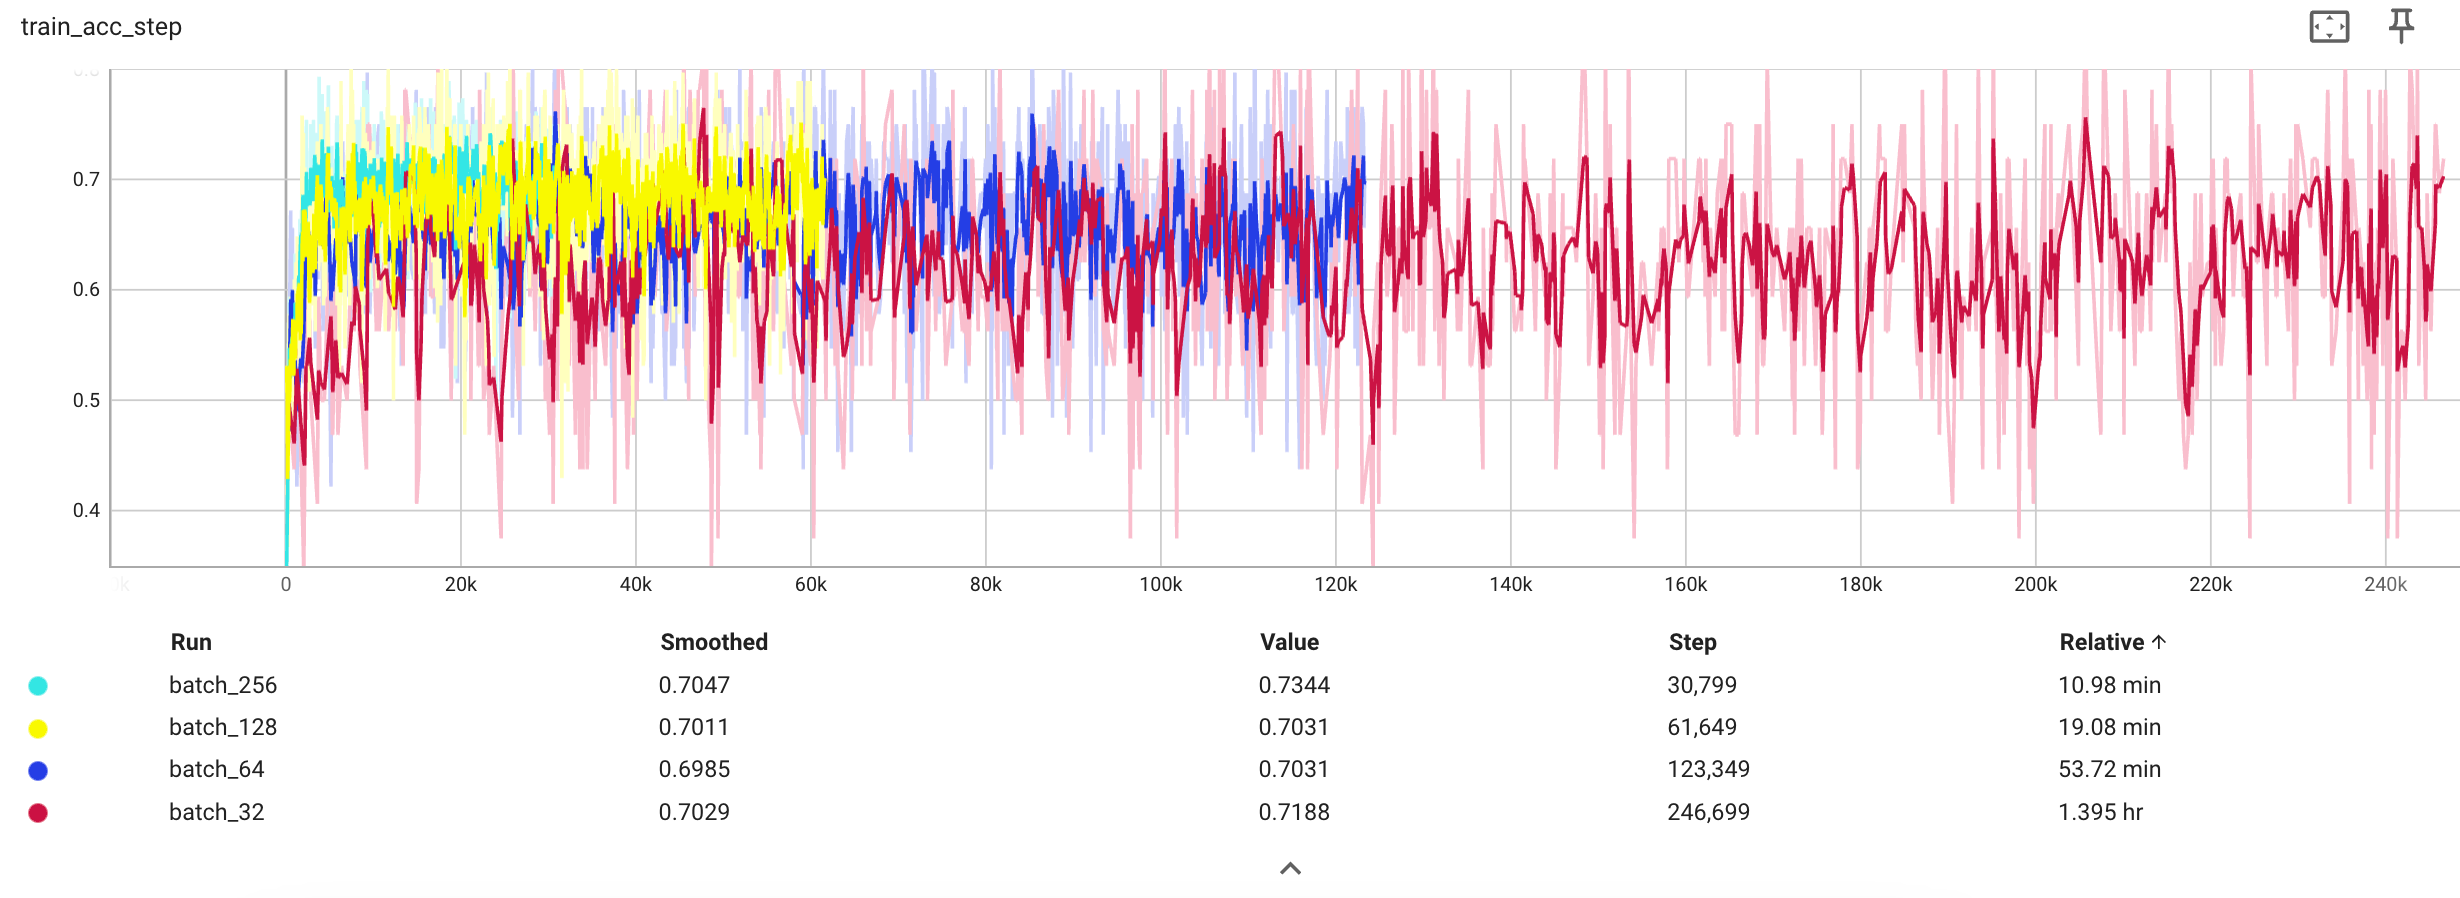 train_acc_step
0.8
0.7
0.6
0.5
0.4
0 20k 40k 60k 80k 100k 120k 140k 160k 180k 200k 220k 240k
Run Smoothed Value Step Relative ↑
batch_256 0.7047 0.7344 30,799 10.98 min
batch_128 0.7011 0.7031 61,649 19.08 min
batch_64 0.6985 0.7031 123,349 53.72 min
batch_32 0.7029 0.7188 246,699 1.395 hr